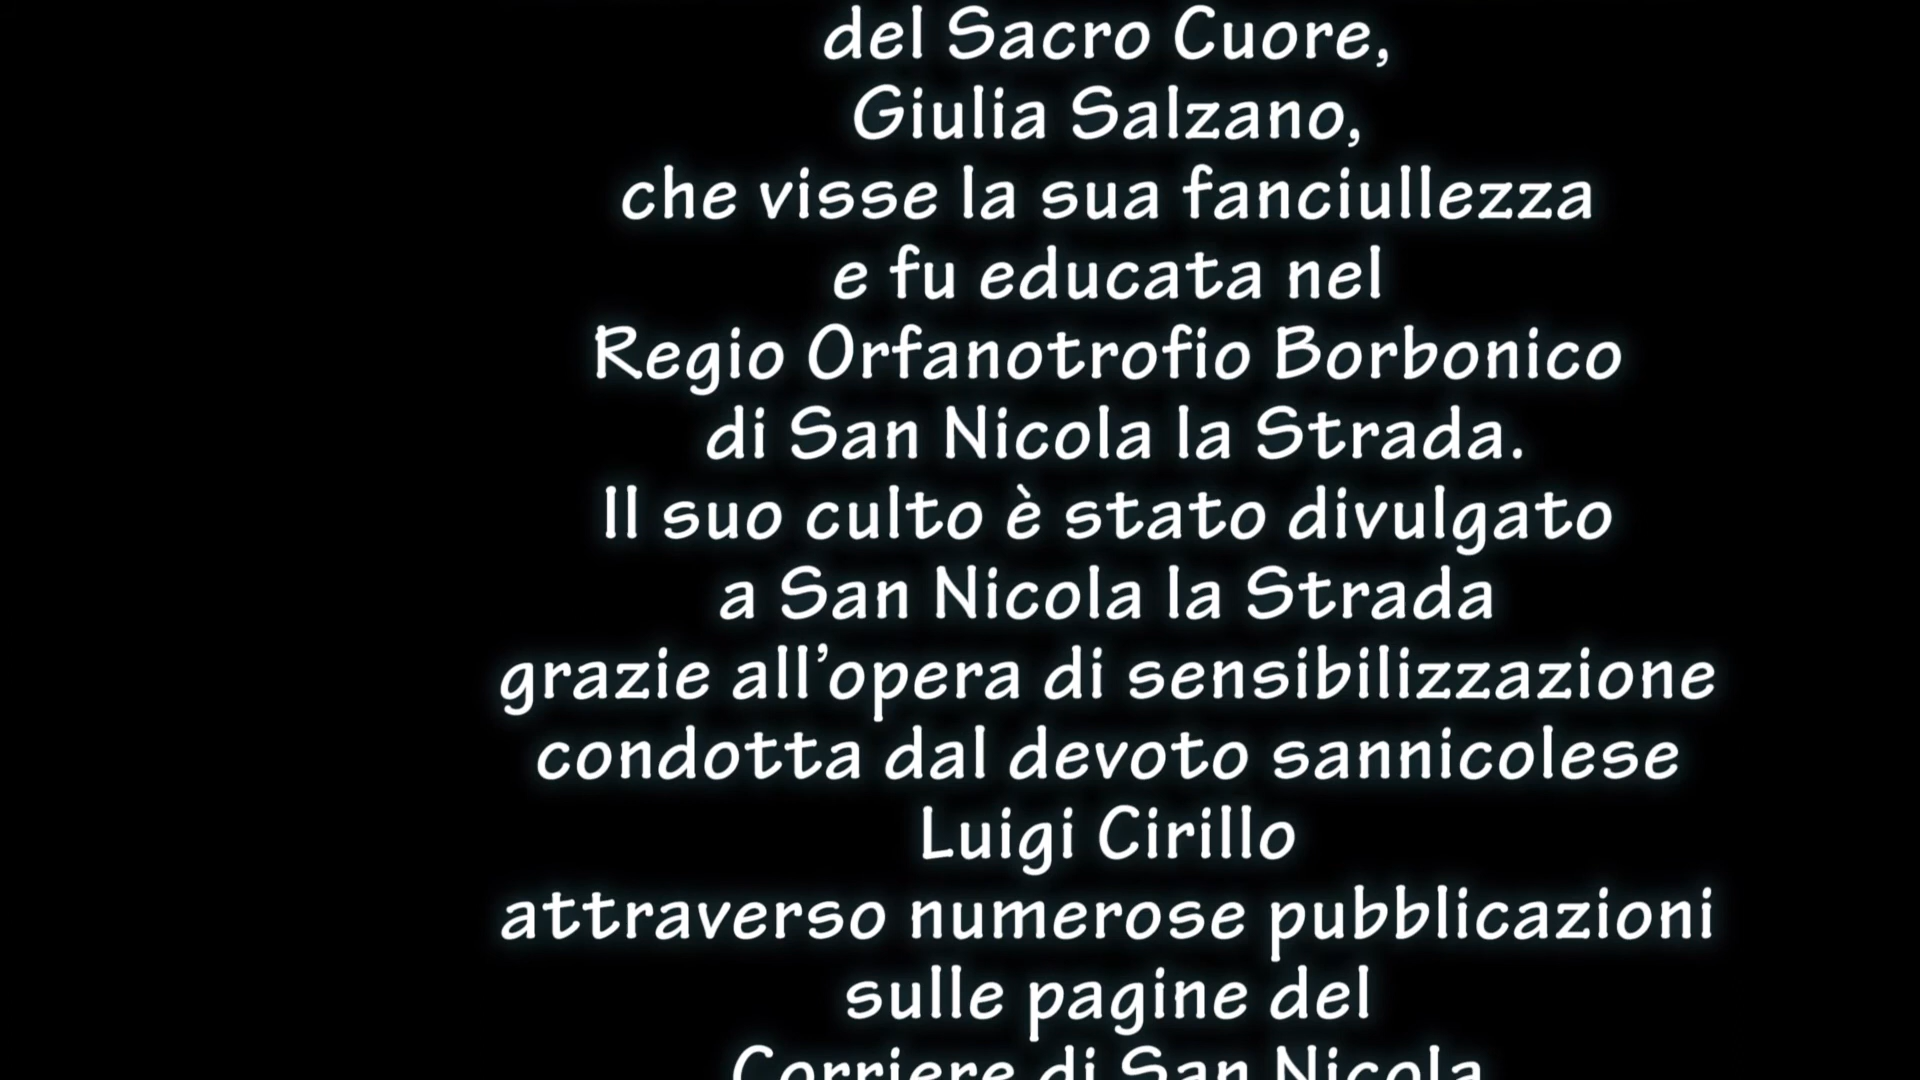 del Sacro Cuore,
Giulia Salzano,
che visse la sua fanciullezza
e fu educata nel
Regio Orfanotrofio Borbonico
di San Nicola la Strada.
Il suo culto è stato divulgato
a San Nicola la Strada
grazie all’opera di sensibilizzazione
condotta dal devoto sannicolese
Luigi Cirillo
attraverso numerose pubblicazioni
sulle pagine del
Corriere di San Nicola